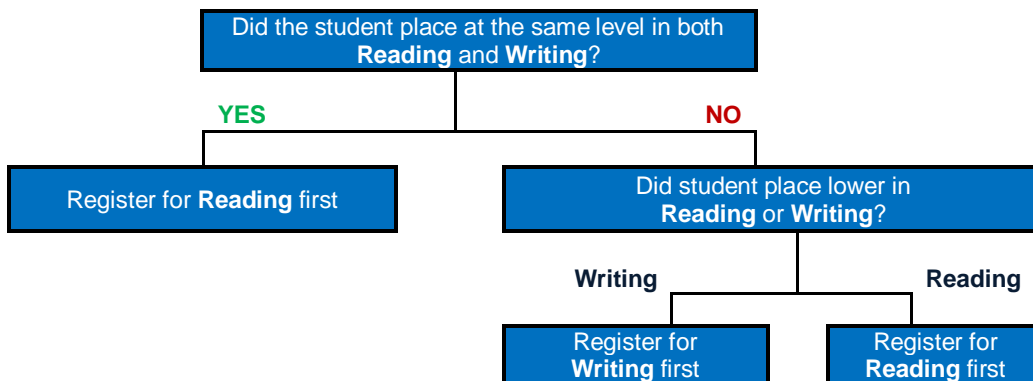 Did the student place at the same level in both
Reading and Writing?
YES
NO
Register for Reading first
Did student place lower in
Reading or Writing?
Writing
Reading
Register for
Writing first
Register for
Reading first